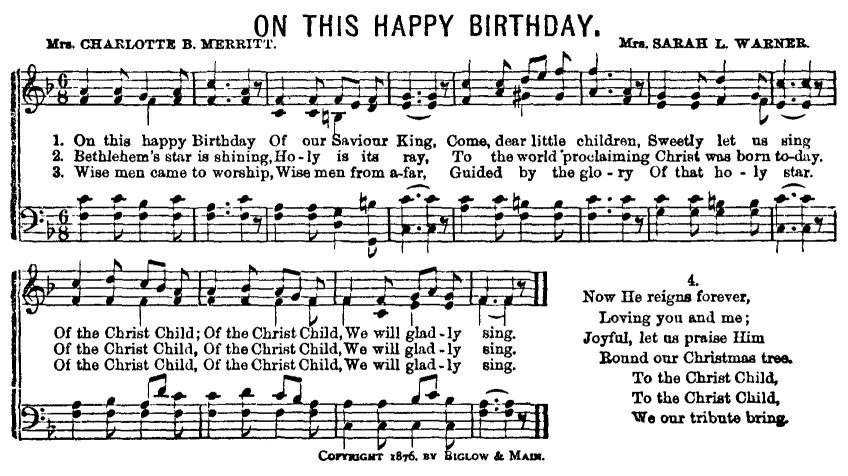 ON THIS HAPPY BIRTHDAY.
Mrs. CHARLOTTE B. MERRITT. Mrs. SARAH L. WARNER.
1. On this happy Birthday Of our Saviour King, Come, dear little children, Sweetly let us sing
2. Bethlehem's star is shining, Ho-ly is its ray, To the world proclaiming Christ was born to-day.
3. Wise men came to worship, Wise men from a-far, Guided by the glo-ry Of that ho-ly star.
Of the Christ Child; Of the Christ Child, We will glad-ly sing.
Of the Christ Child, Of the Christ Child, We will glad-ly sing.
Of the Christ Child, Of the Christ Child, We will glad-ly sing.
4.
Now He reigns forever,
Loving you and me;
Joyful, let us praise Him
Round our Christmas tree.
To the Christ Child,
To the Christ Child,
We our tribute bring.
COPYRIGHT 1876, BY BIGLOW & MAIN.